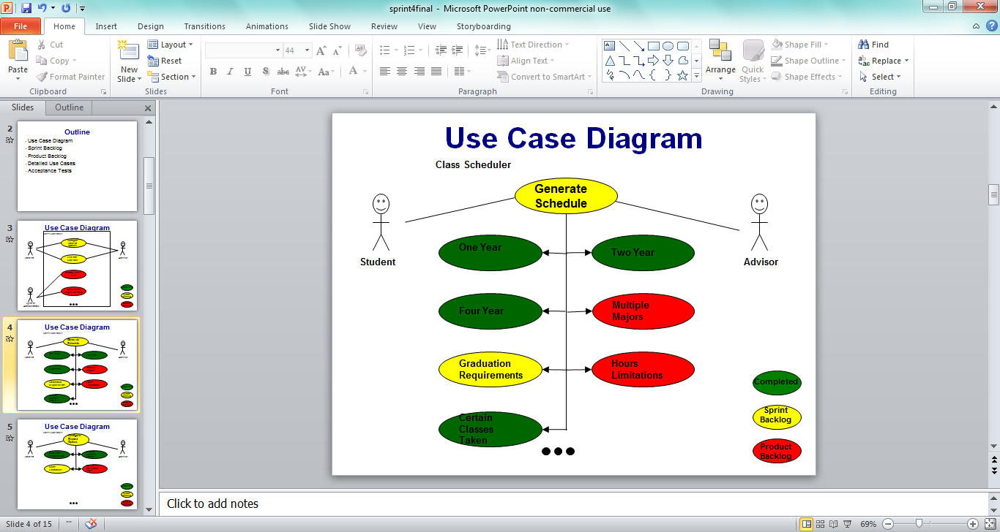 sprint4final - Microsoft PowerPoint non-commercial use
File Home Insert Design Transitions Animations Slide Show Review View Storyboarding
Paste
Cut
Copy
Format Painter
Clipboard
New Slide
Layout
Reset
Section
Slides
44
B I U S abc AV Aa A
Font
Text Direction
Align Text
Convert to SmartArt
Paragraph
Arrange
Quick Styles
Shape Fill
Shape Outline
Shape Effects
Drawing
Find
Replace
Select
Editing
Slides Outline
2
Outline
Use Case Diagram
Sprint Backlog
Product Backlog
Detailed Use Cases
Acceptance Tests
3
Use Case Diagram
4
Use Case Diagram
5
Use Case Diagram
Use Case Diagram
Class Scheduler
Generate
Schedule
Student
Advisor
One Year
Two Year
Four Year
Multiple
Majors
Graduation
Requirements
Hours
Limitations
Certain
Classes
Taken
Completed
Sprint
Backlog
Product
Backlog
Click to add notes
Slide 4 of 15
69%